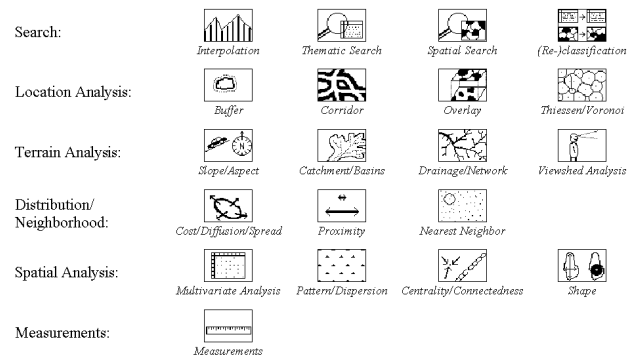 Search:
Interpolation Thematic Search Spatial Search (Re-)classification
Location Analysis:
Buffer Corridor Overlay Thiessen/Voronoi
Terrain Analysis:
N
Slope/Aspect Catchment/Basins Drainage/Network Viewshed Analysis
Distribution/
Neighborhood:
Cost/Diffusion/Spread Proximity Nearest Neighbor
Spatial Analysis:
Multivariate Analysis Pattern/Dispersion Centrality/Connectedness Shape
Measurements:
Measurements